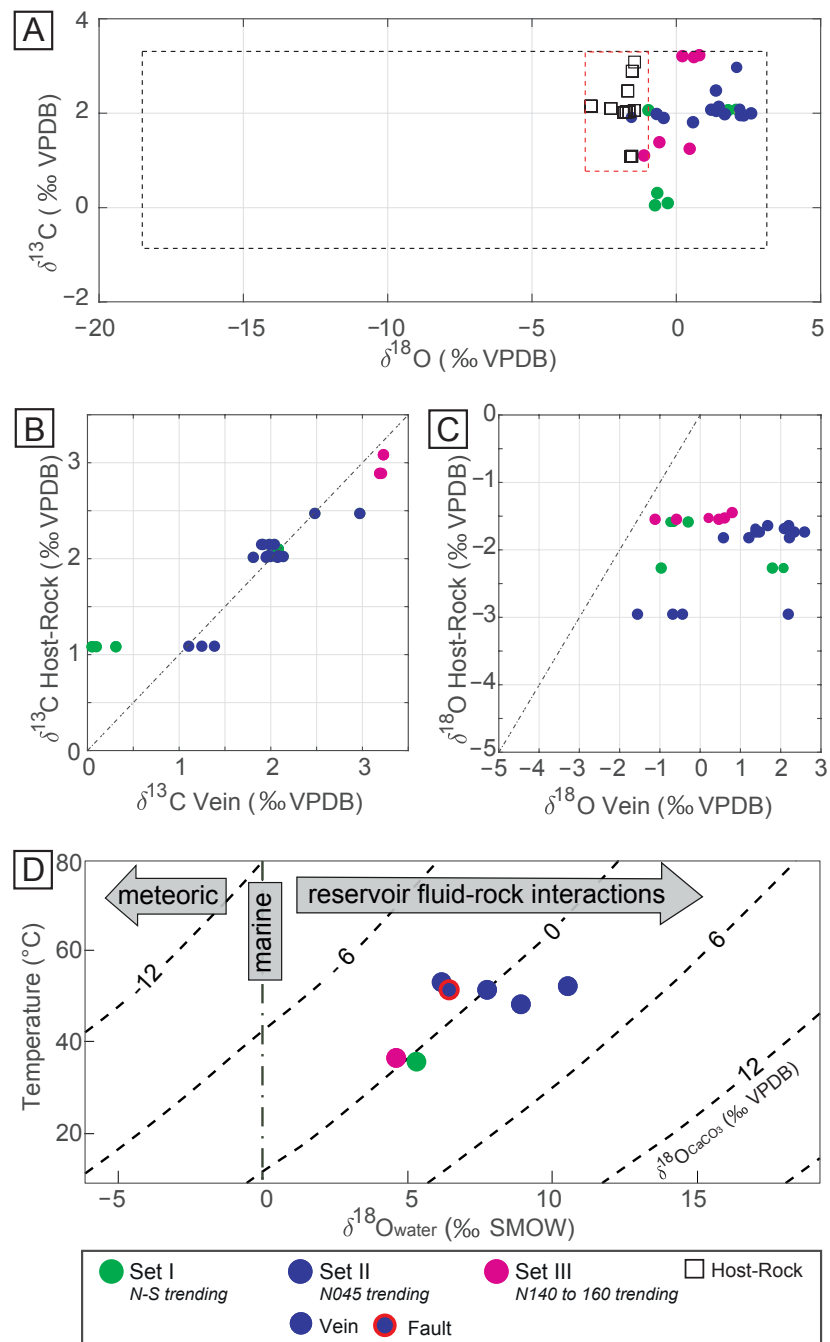 A
4
2
0
−2
δ13C (‰ VPDB)
−20
−15
−10
−5
0
5
δ18O (‰ VPDB)
B
3
2
1
0
δ13C Host-Rock (‰ VPDB)
0
1
2
3
δ13C Vein (‰ VPDB)
C
0
−1
−2
−3
−4
−5
δ18O Host-Rock (‰ VPDB)
−5
−4
−3
−2
−1
0
1
2
3
δ18O Vein (‰ VPDB)
D
80
60
40
20
Temperature (°C)
meteoric
marine
reservoir fluid-rock interactions
-12
6
0
6
12
δ18OCaCO3 (‰ VPDB)
−5
0
5
10
15
δ18Owater (‰ SMOW)
Set I
N-S trending
Set II
N045 trending
Set III
N140 to 160 trending
Host-Rock
Vein
Fault